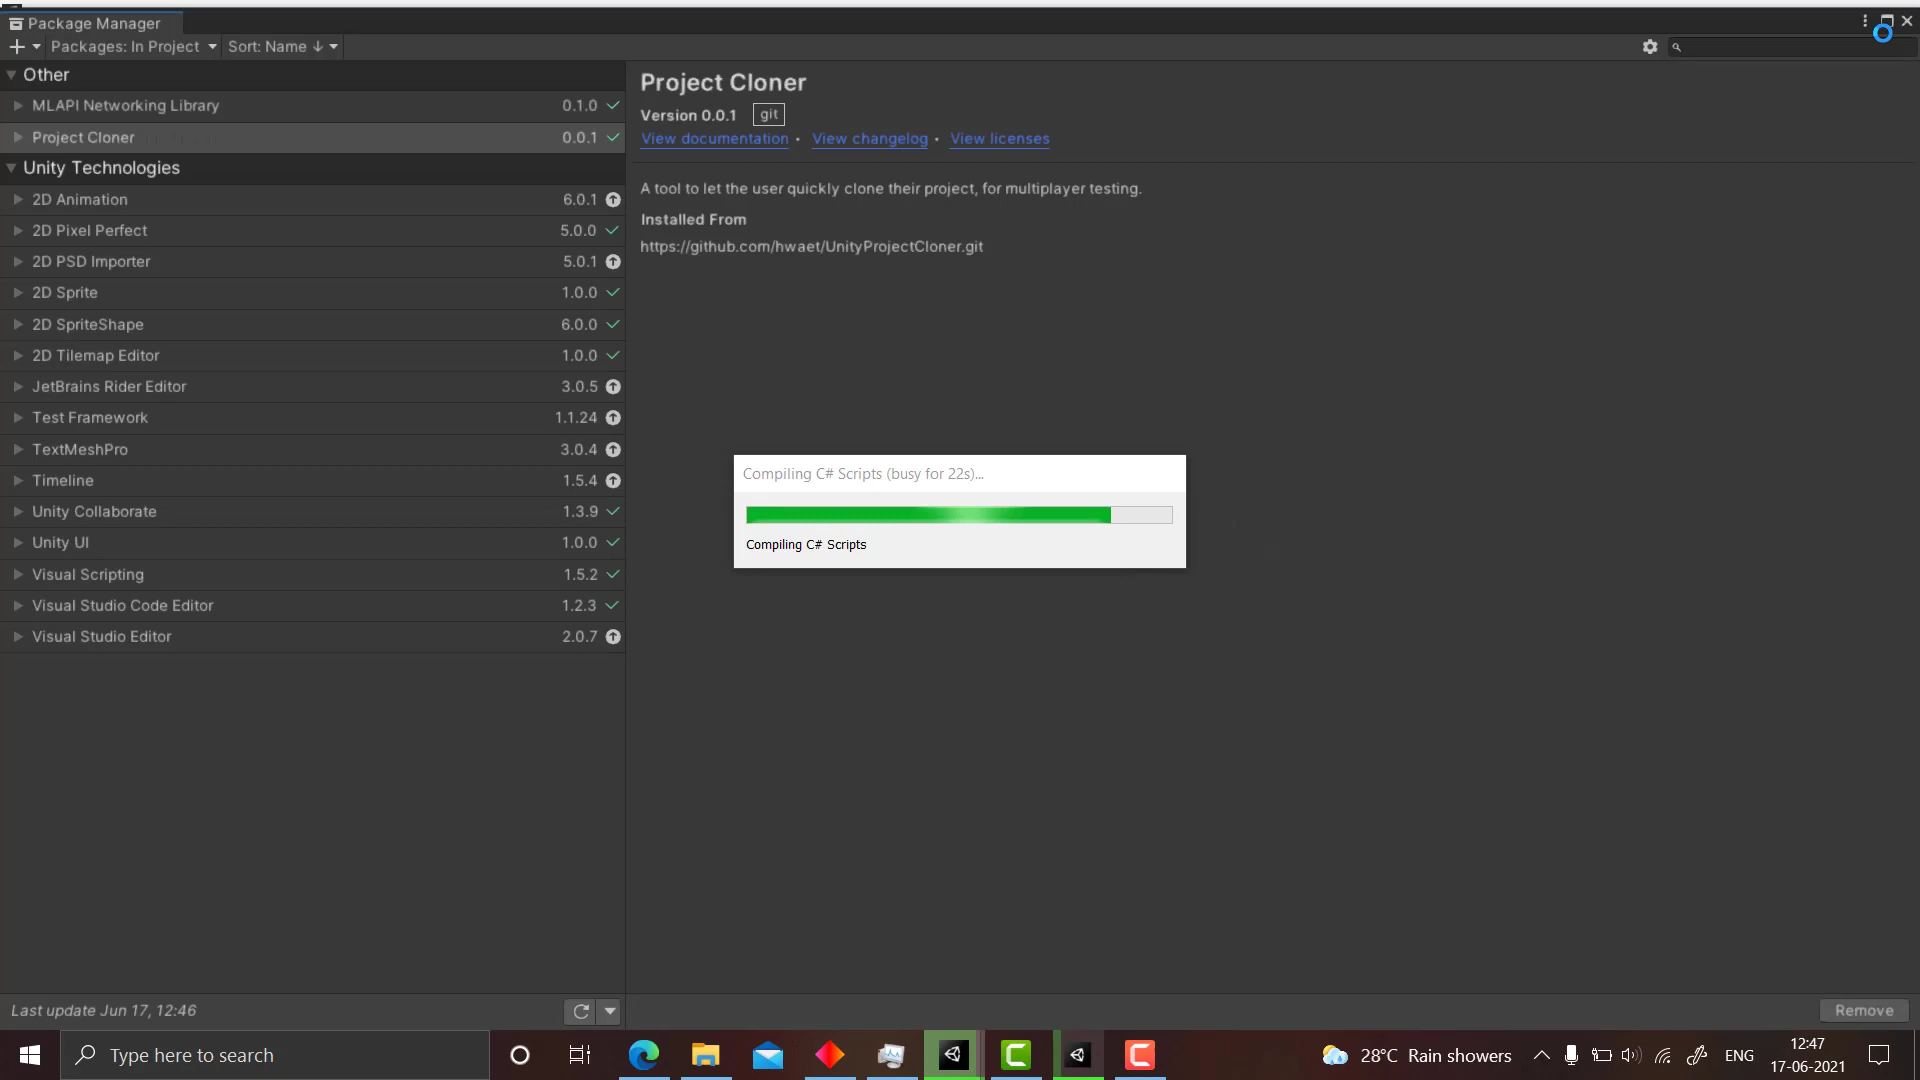 Package Manager
Packages: In Project
Sort: Name ↓
Other
MLAPI Networking Library 0.1.0
Project Cloner 0.0.1
Unity Technologies
2D Animation 6.0.1
2D Pixel Perfect 5.0.0
2D PSD Importer 5.0.1
2D Sprite 1.0.0
2D SpriteShape 6.0.0
2D Tilemap Editor 1.0.0
JetBrains Rider Editor 3.0.5
Test Framework 1.1.24
TextMeshPro 3.0.4
Timeline 1.5.4
Unity Collaborate 1.3.9
Unity UI 1.0.0
Visual Scripting 1.5.2
Visual Studio Code Editor 1.2.3
Visual Studio Editor 2.0.7
Last update Jun 17, 12:46
Project Cloner
Version 0.0.1 git
View documentation • View changelog • View licenses
A tool to let the user quickly clone their project, for multiplayer testing.
Installed From
https://github.com/hwaet/UnityProjectCloner.git
Compiling C# Scripts (busy for 22s)...
Compiling C# Scripts
Remove
Type here to search
28°C Rain showers
ENG
12:47
17-06-2021